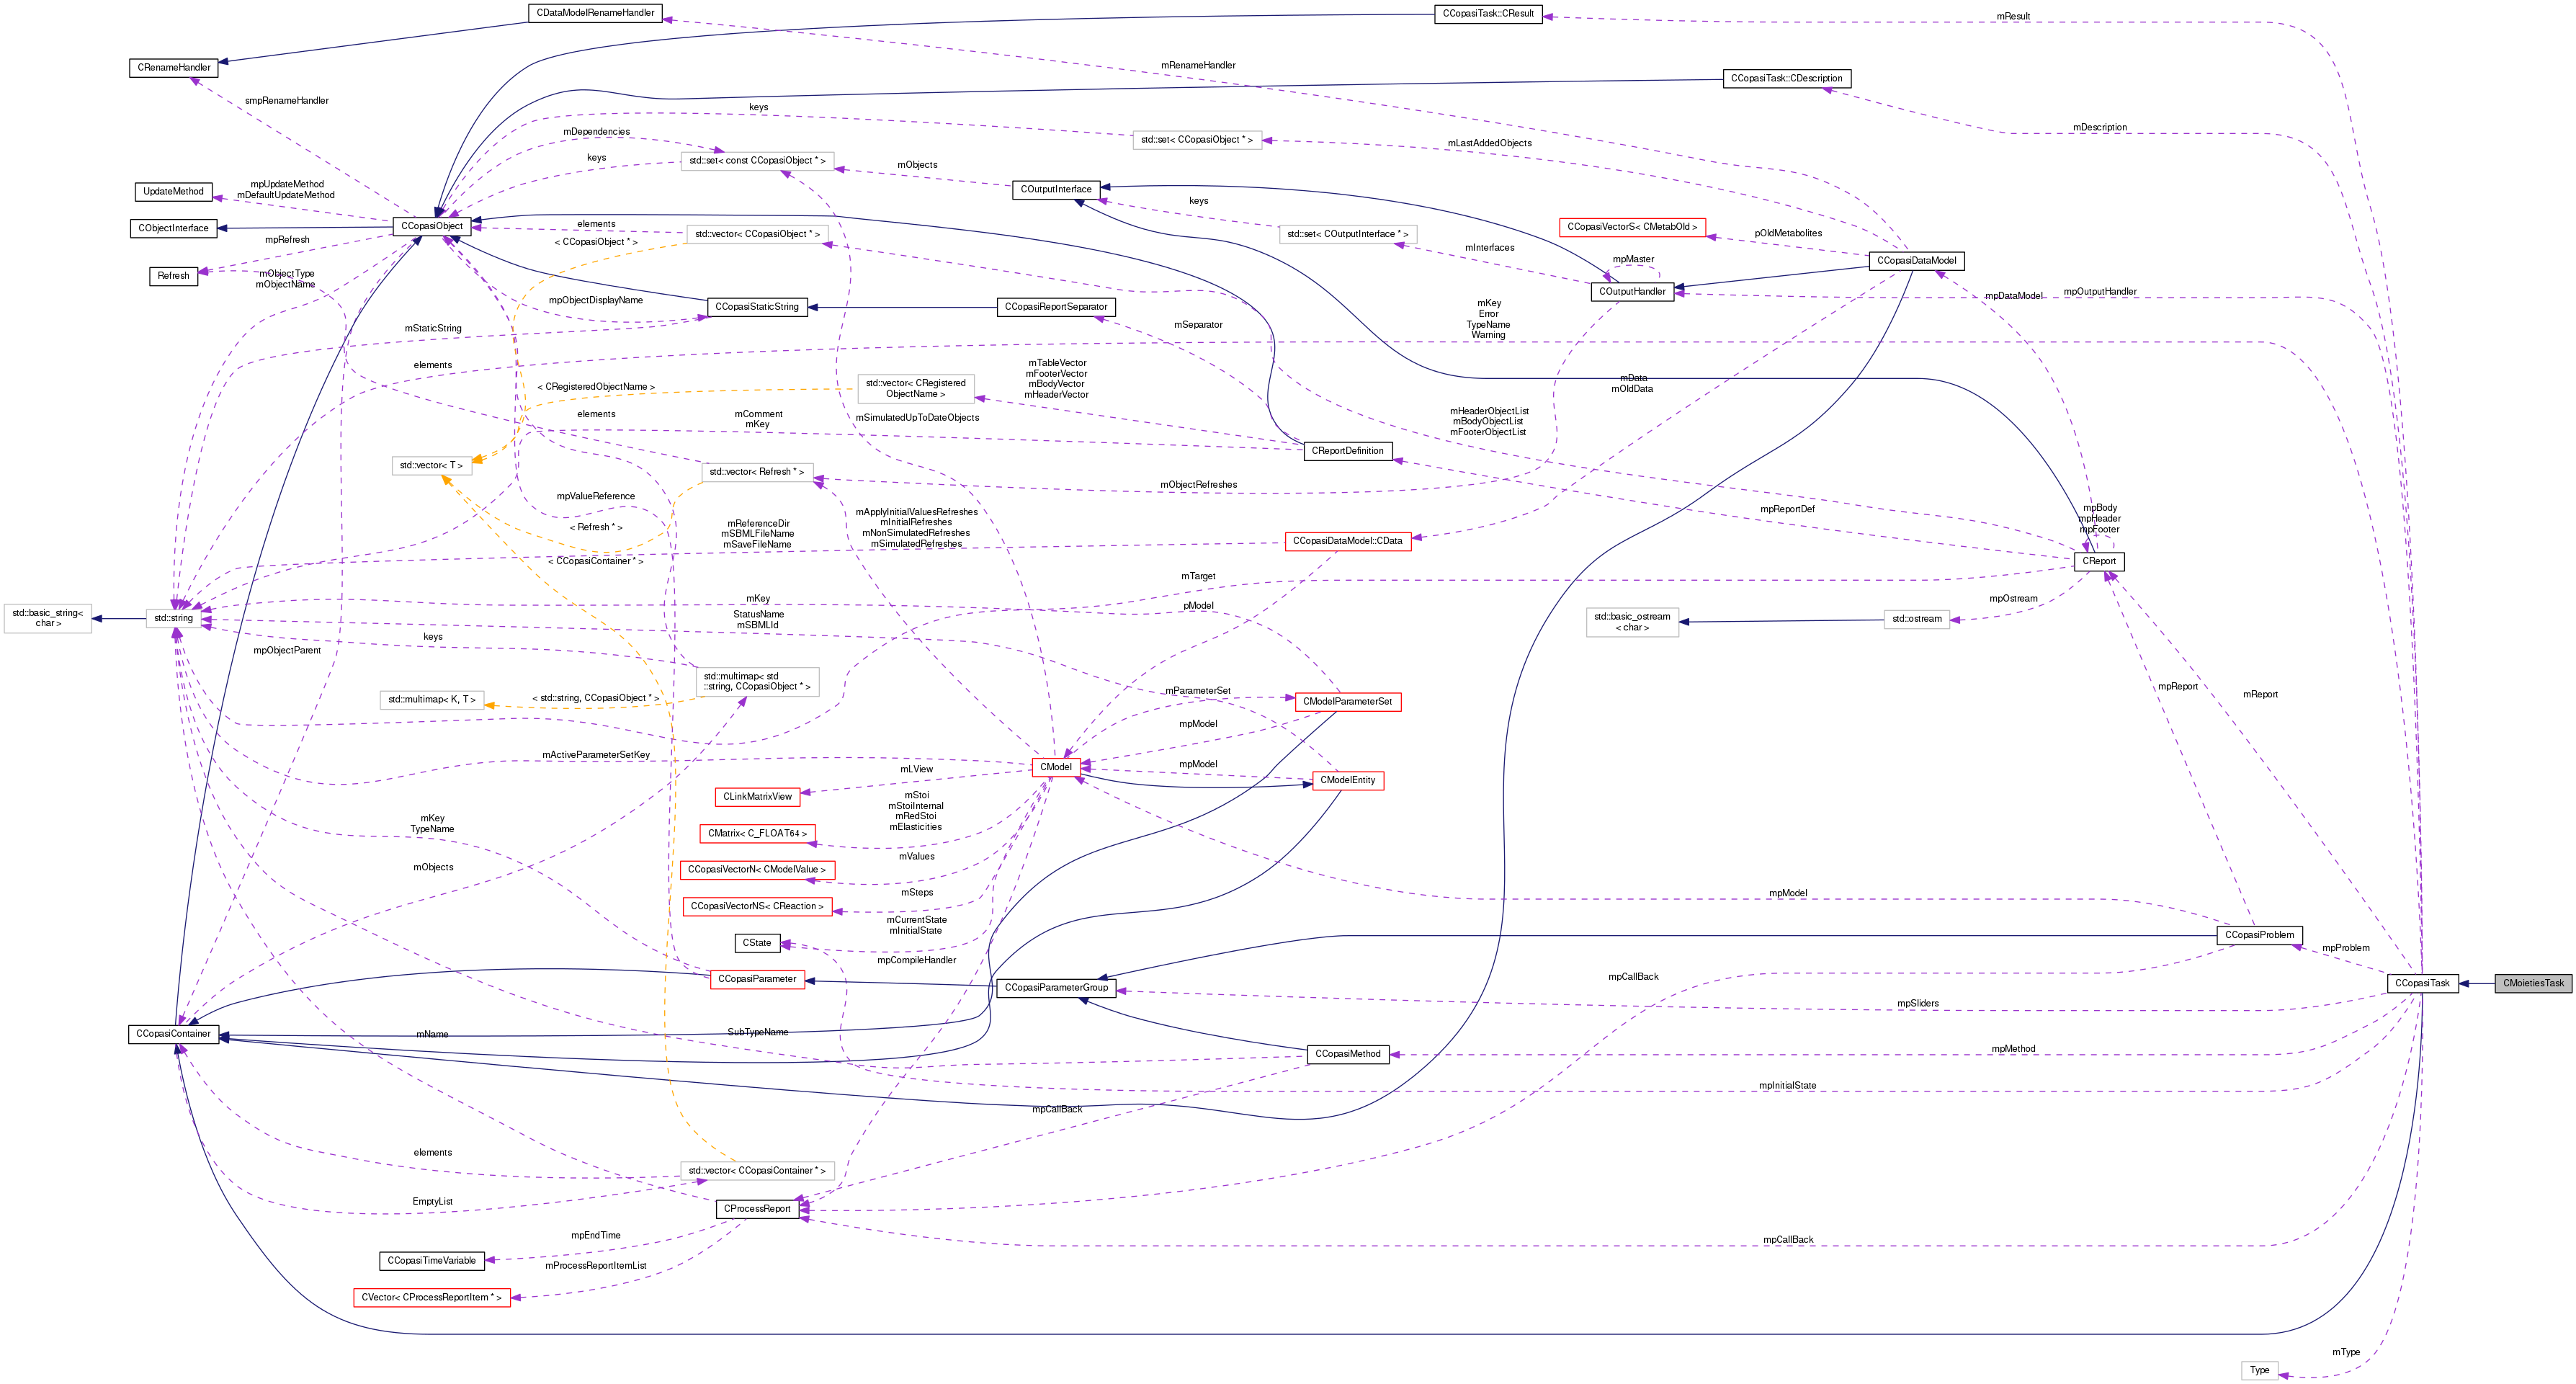 CDataModelRenameHandler
CCopasiTask::CResult
mResult
CRenameHandler
mRenameHandler
CCopasiTask::CDescription
smpRenameHandler
keys
mDependencies
std::set< CCopasiObject * >
mLastAddedObjects
mDescription
keys
std::set< const CCopasiObject * >
mObjects
UpdateMethod
mpUpdateMethod
mDefaultUpdateMethod
COutputInterface
keys
CCopasiObject
elements
std::vector< CCopasiObject * >
std::set< COutputInterface * >
CCopasiVectorS< CMetabOld >
pOldMetabolites
CObjectInterface
mpRefresh
< CCopasiObject * >
mInterfaces
mpMaster
CCopasiDataModel
Refresh
mObjectType
mObjectName
COutputHandler
mpDataModel
mpOutputHandler
mpObjectDisplayName
CCopasiStaticString
CCopasiReportSeparator
mStaticString
mSeparator
mKey
Error
TypeName
Warning
elements
< CRegisteredObjectName >
std::vector< CRegistered
ObjectName >
mTableVector
mFooterVector
mBodyVector
mHeaderVector
mData
mOldData
elements
mComment
mKey
mSimulatedUpToDateObjects
mHeaderObjectList
mBodyObjectList
mFooterObjectList
CReportDefinition
std::vector< T >
std::vector< Refresh * >
mpValueReference
mObjectRefreshes
< Refresh * >
mReferenceDir
mSBMLFileName
mSaveFileName
mApplyInitialValuesRefreshes
mInitialRefreshes
mNonSimulatedRefreshes
mSimulatedRefreshes
mpReportDef
mpBody
mpHeader
mpFooter
CCopasiDataModel::CData
< CCopasiContainer * >
CReport
mTarget
mKey
pModel
mpOstream
std::basic_string<
char >
std::string
StatusName
mSBMLId
std::basic_ostream
< char >
std::ostream
keys
mpObjectParent
std::multimap< std
::string, CCopasiObject * >
std::multimap< K, T >
< std::string, CCopasiObject * >
mParameterSet
CModelParameterSet
mpReport
mReport
mpModel
mActiveParameterSetKey
CModel
mpModel
CModelEntity
mLView
CLinkMatrixView
mStoi
mStoiInternal
mRedStoi
mElasticities
mKey
TypeName
CMatrix< C_FLOAT64 >
mObjects
mValues
CCopasiVectorN< CModelValue >
mSteps
mpModel
CCopasiVectorNS< CReaction >
mCurrentState
mInitialState
CState
CCopasiProblem
mpProblem
mpCompileHandler
CCopasiParameter
CCopasiParameterGroup
mpCallBack
mpSliders
CCopasiTask
CMoietiesTask
CCopasiContainer
mName
SubTypeName
CCopasiMethod
mpMethod
mpInitialState
mpCallBack
elements
std::vector< CCopasiContainer * >
EmptyList
CProcessReport
mpEndTime
mpCallBack
CCopasiTimeVariable
mProcessReportItemList
CVector< CProcessReportItem * >
mType
Type